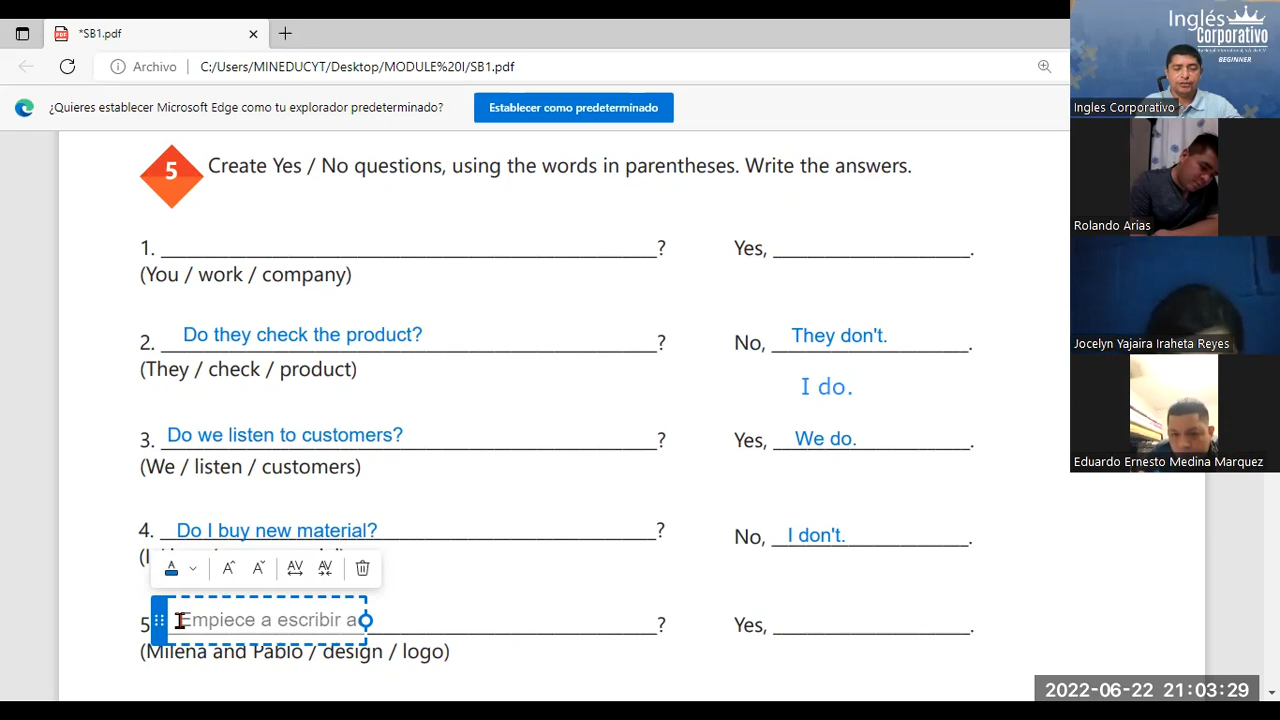 *SB1.pdf
Archivo
C:/Users/MINEDUCYT/Desktop/MODULE%20I/SB1.pdf
¿Quieres establecer Microsoft Edge como tu explorador predeterminado?
Establecer como predeterminado
5 Create Yes / No questions, using the words in parentheses. Write the answers.
1. ? Yes, .
(You / work / company)
2. Do they check the product? ? No, They don't. .
(They / check / product)
I do.
3. Do we listen to customers? ? Yes, We do. .
(We / listen / customers)
4. Do I buy new material? ? No, I don't. .
Empiece a escribir a
5 ? Yes, .
(Milena and Pablo / design / logo)
Inglés
Corporativo
BEGINNER
Ingles Corporativo
Rolando Arias
Jocelyn Yajaira Iraheta Reyes
Eduardo Ernesto Medina Marquez
2022-06-22 21:03:29